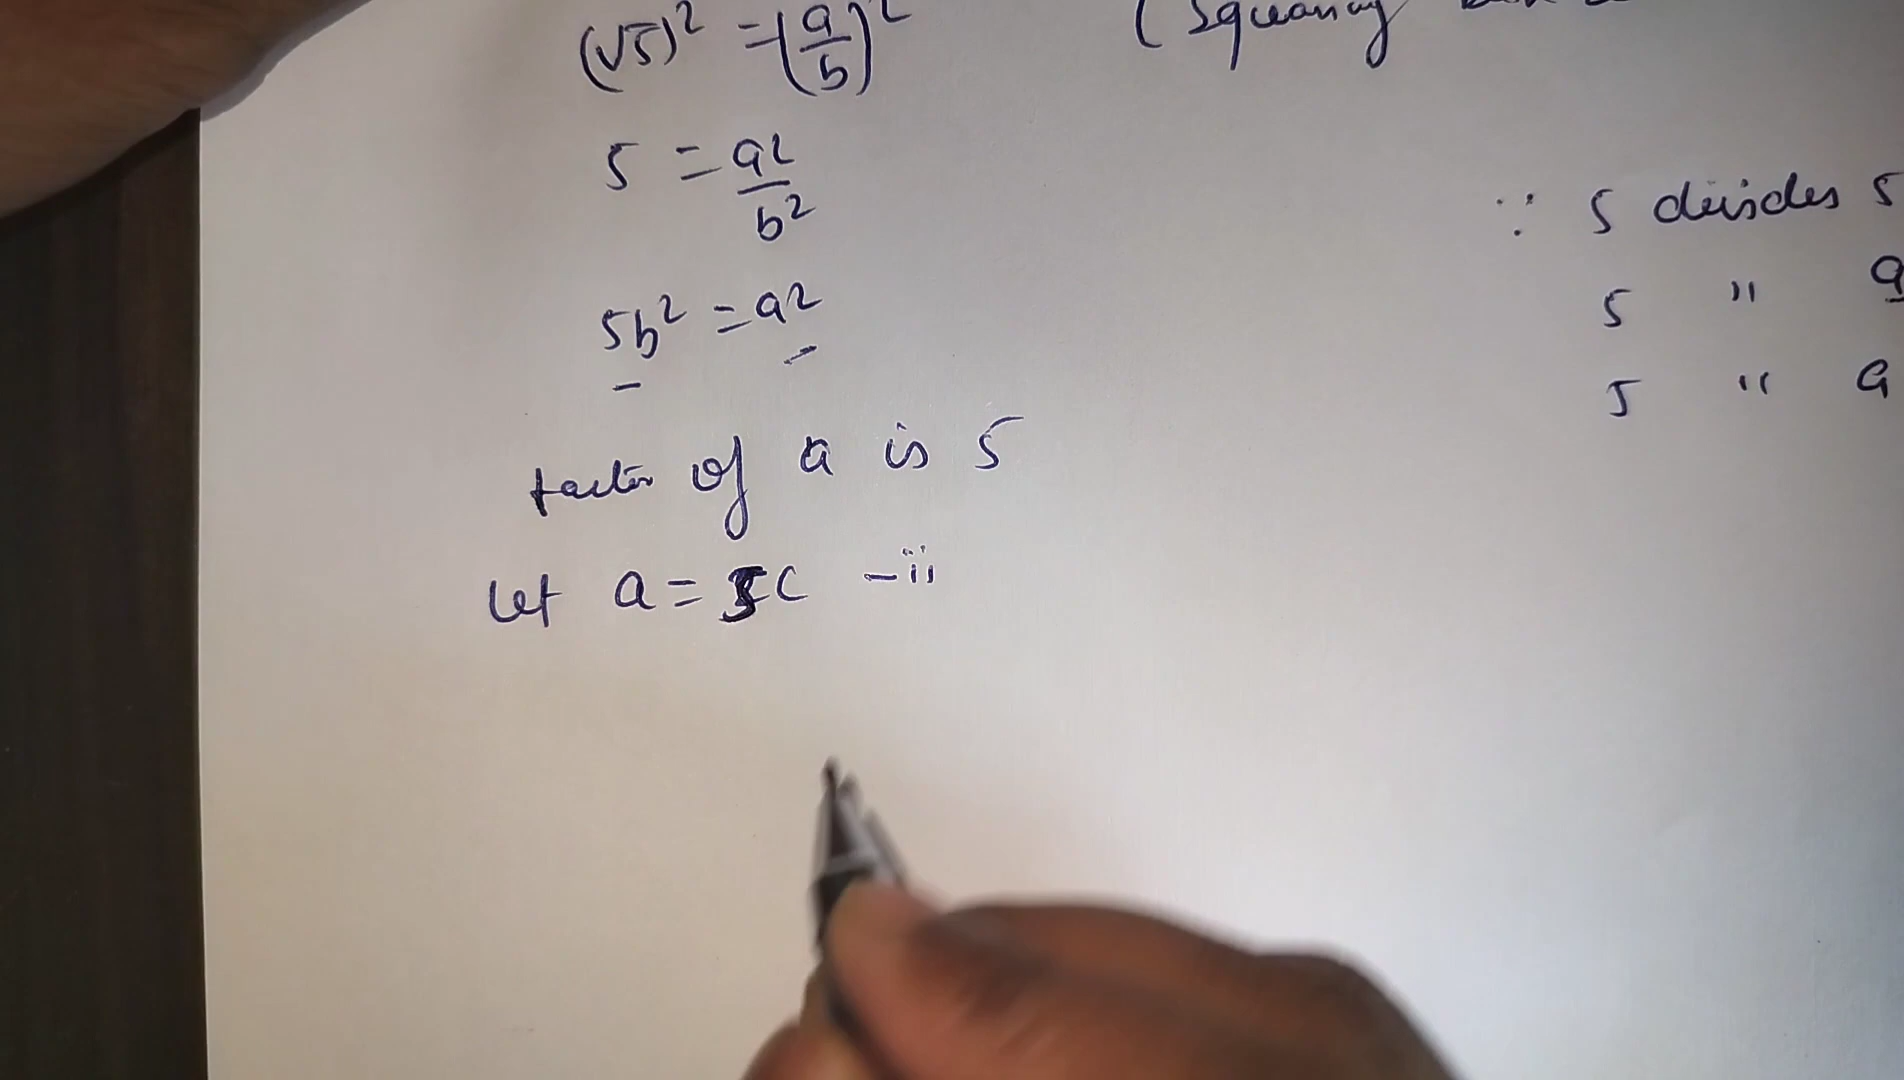 (√5)² = (a/b)² ( Squaring
5 = a²/b²
∵ 5 divides 5
5b² = a²
5 " a
5 " a
factor of a is 5
Let a = 5c - ii